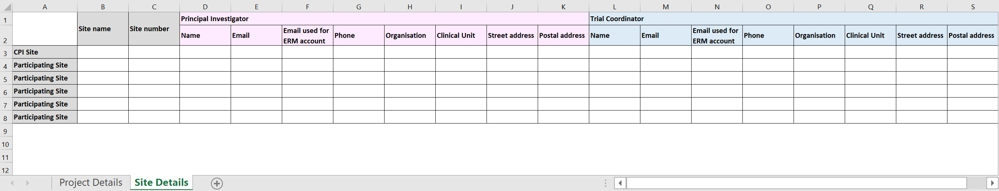 A B C D E F G H I J K L M N O P Q R S
1 Principal Investigator Trial Coordinator
Site name Site number
2 Name Email Email used for ERM account Phone Organisation Clinical Unit Street address Postal address Name Email Email used for ERM account Phone Organisation Clinical Unit Street address Postal address
3 CPI Site
4 Participating Site
5 Participating Site
6 Participating Site
7 Participating Site
8 Participating Site
9
10
11
12
Project Details Site Details